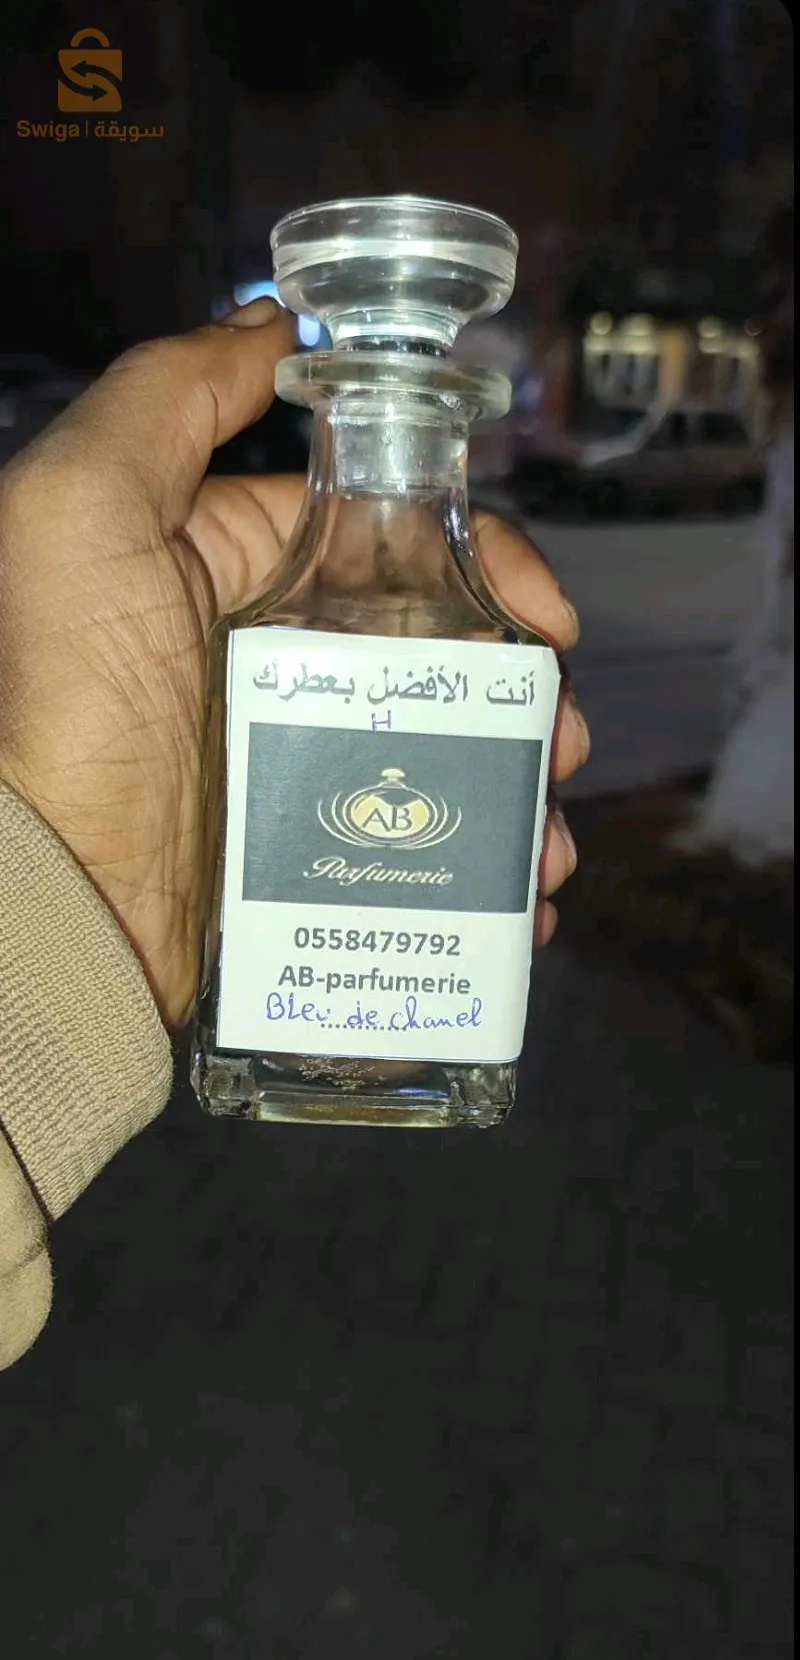 Swiga | سويقة
أنت الأفضل بعطرك
H
AB
Parfumerie
0558479792
AB-parfumerie
BLeu de chanel